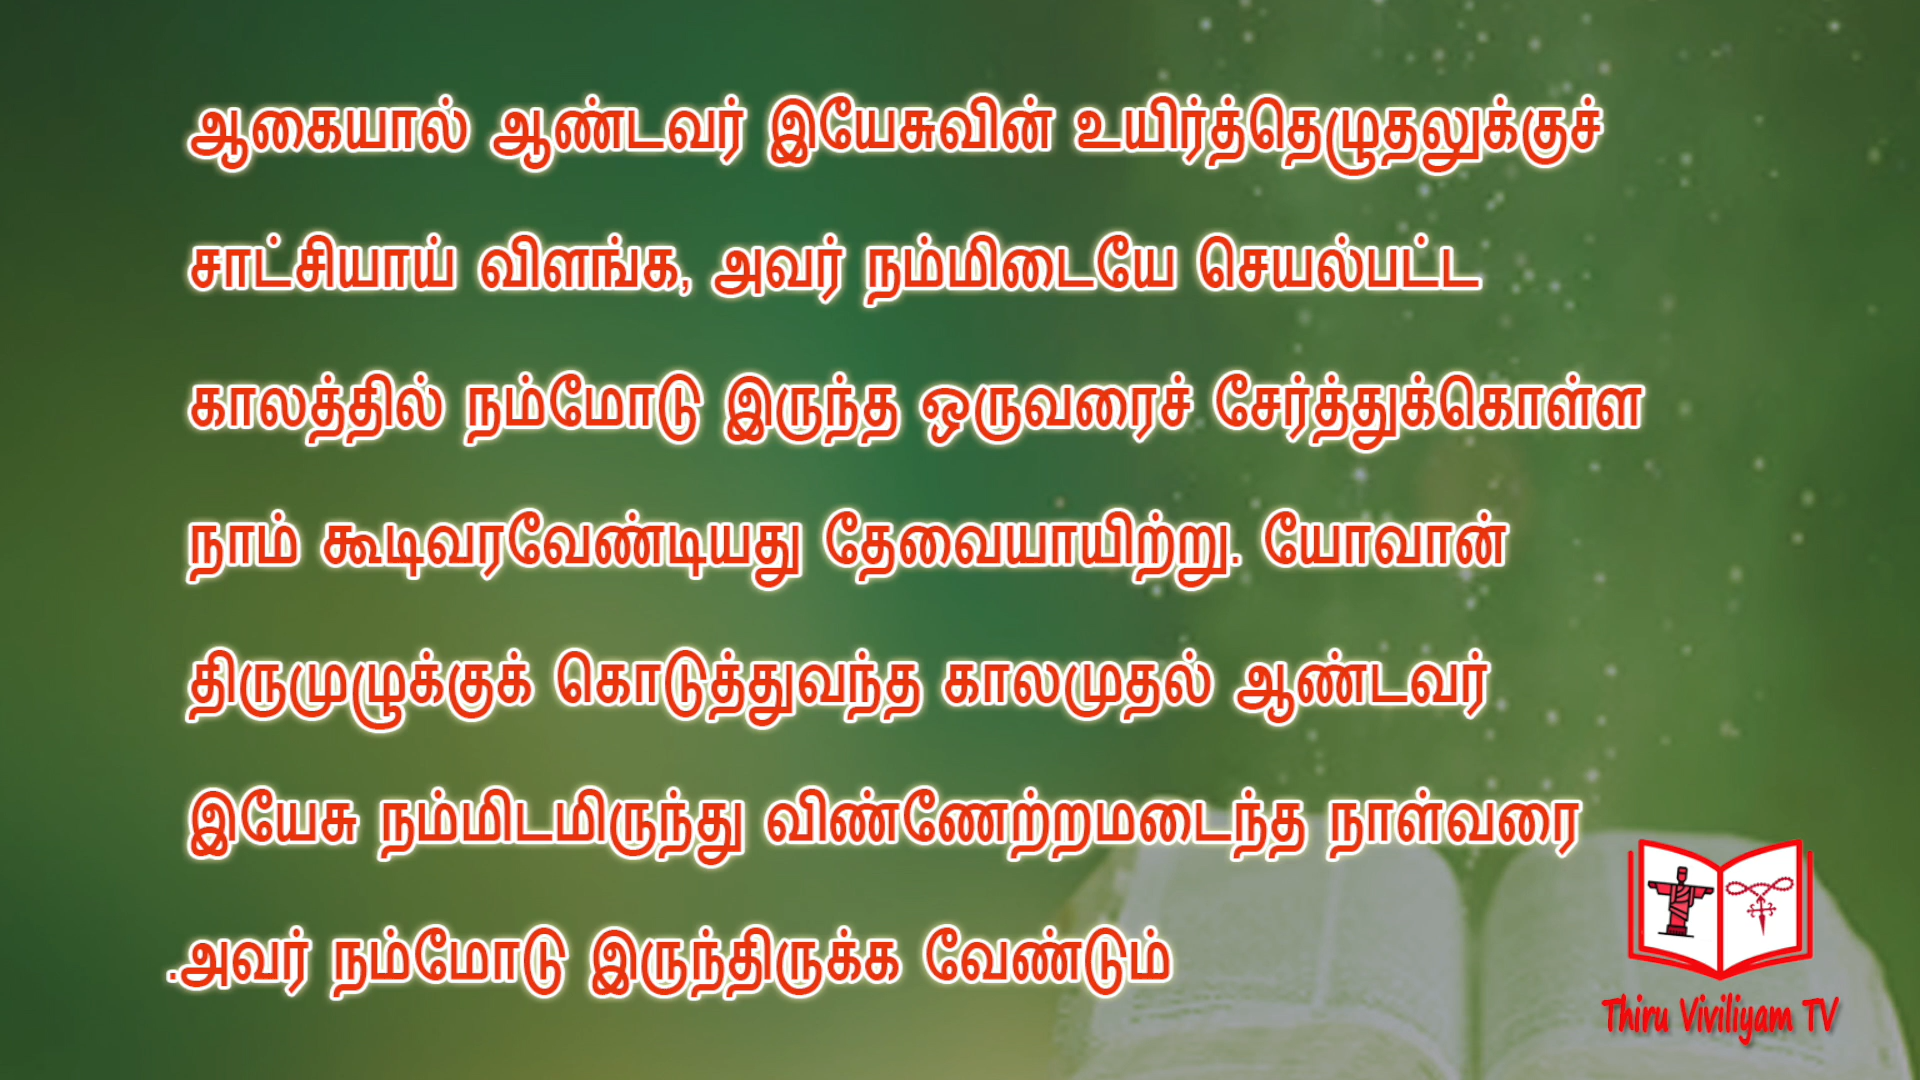 ஆகையால் ஆண்டவர் இயேசுவின் உயிர்த்தெழுதலுக்குச்
சாட்சியாய் விளங்க, அவர் நம்மிடையே செயல்பட்ட
காலத்தில் நம்மோடு இருந்த ஒருவரைச் சேர்த்துக்கொள்ள
நாம் கூடிவரவேண்டியது தேவையாயிற்று. யோவான்
திருமுழுக்குக் கொடுத்துவந்த காலமுதல் ஆண்டவர்
இயேசு நம்மிடமிருந்து விண்ணேற்றமடைந்த நாள்வரை
.அவர் நம்மோடு இருந்திருக்க வேண்டும்
Thiru Viviliyam TV